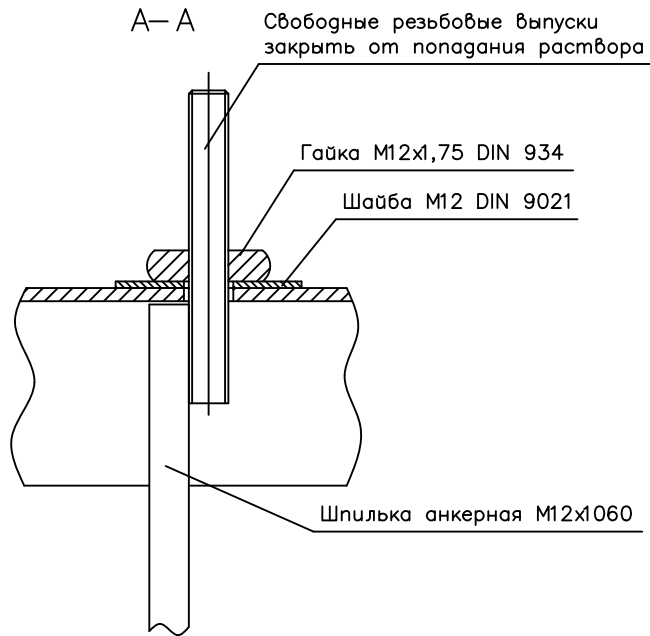 А–А
Свободные резьбовые выпуски
закрыть от попадания раствора
Гайка М12х1,75 DIN 934
Шайба М12 DIN 9021
Шпилька анкерная М12х1060